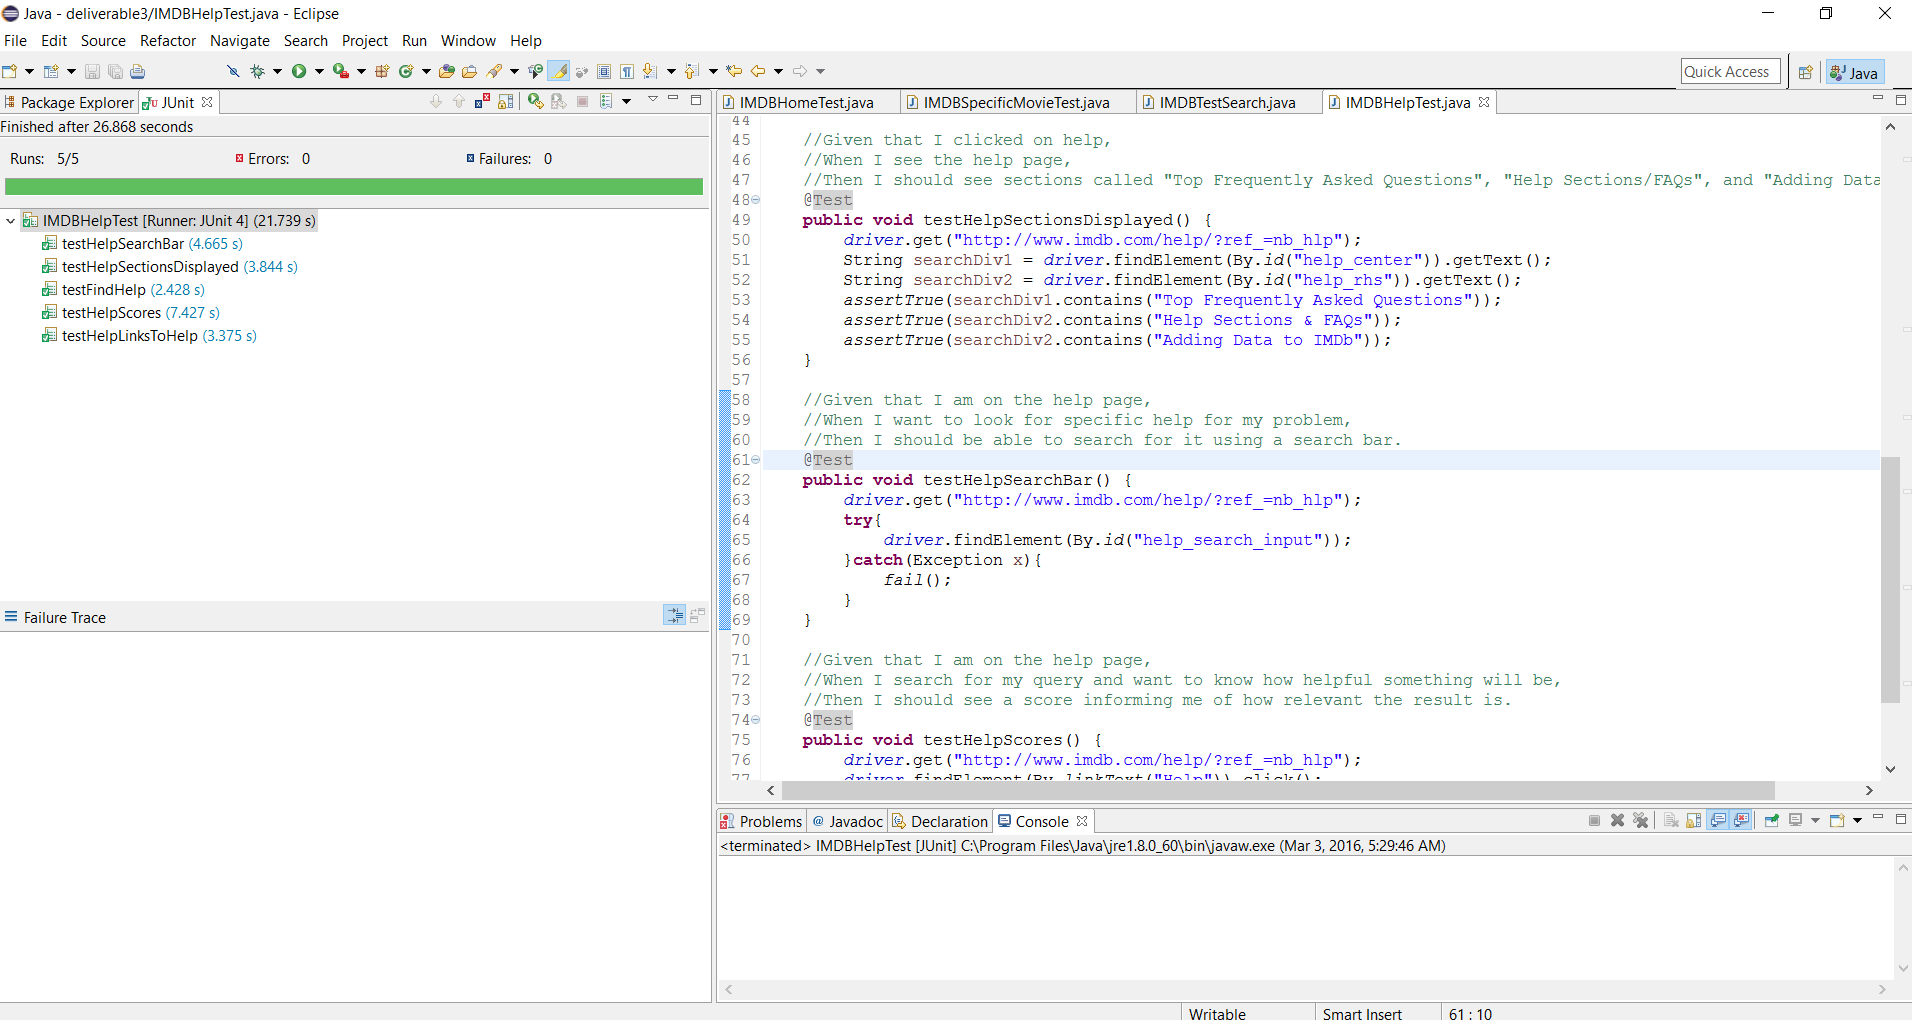 Java - deliverable3/IMDBHelpTest.java - Eclipse
File Edit Source Refactor Navigate Search Project Run Window Help
Quick Access
Java
Package Explorer JUnit
Finished after 26.868 seconds
Runs: 5/5 Errors: 0 Failures: 0
IMDBHelpTest [Runner: JUnit 4] (21.739 s)
testHelpSearchBar (4.665 s)
testHelpSectionsDisplayed (3.844 s)
testFindHelp (2.428 s)
testHelpScores (7.427 s)
testHelpLinksToHelp (3.375 s)
Failure Trace
IMDBHomeTest.java IMDBSpecificMovieTest.java IMDBTestSearch.java IMDBHelpTest.java
44
45 //Given that I clicked on help,
46 //When I see the help page,
47 //Then I should see sections called "Top Frequently Asked Questions", "Help Sections/FAQs", and "Adding Data
48 @Test
49 public void testHelpSectionsDisplayed() {
50 driver.get("http://www.imdb.com/help/?ref_=nb_hlp");
51 String searchDiv1 = driver.findElement(By.id("help_center")).getText();
52 String searchDiv2 = driver.findElement(By.id("help_rhs")).getText();
53 assertTrue(searchDiv1.contains("Top Frequently Asked Questions"));
54 assertTrue(searchDiv2.contains("Help Sections & FAQs"));
55 assertTrue(searchDiv2.contains("Adding Data to IMDb"));
56 }
57
58 //Given that I am on the help page,
59 //When I want to look for specific help for my problem,
60 //Then I should be able to search for it using a search bar.
61 @Test
62 public void testHelpSearchBar() {
63 driver.get("http://www.imdb.com/help/?ref_=nb_hlp");
64 try{
65 driver.findElement(By.id("help_search_input"));
66 }catch(Exception x){
67 fail();
68 }
69 }
70
71 //Given that I am on the help page,
72 //When I search for my query and want to know how helpful something will be,
73 //Then I should see a score informing me of how relevant the result is.
74 @Test
75 public void testHelpScores() {
76 driver.get("http://www.imdb.com/help/?ref_=nb_hlp");
77 driver.findElement(By.linkText("Help")).click();
Problems Javadoc Declaration Console
<terminated> IMDBHelpTest [JUnit] C:\Program Files\Java\jre1.8.0_60\bin\javaw.exe (Mar 3, 2016, 5:29:46 AM)
Writable Smart Insert 61 : 10